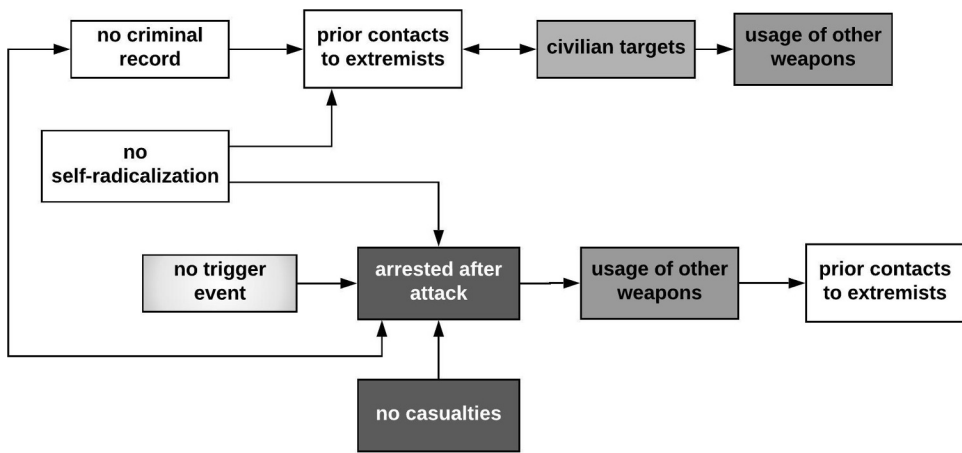 no criminal
record
prior contacts
to extremists
civilian targets
usage of other
weapons
no
self-radicalization
no trigger
event
arrested after
attack
usage of other
weapons
prior contacts
to extremists
no casualties